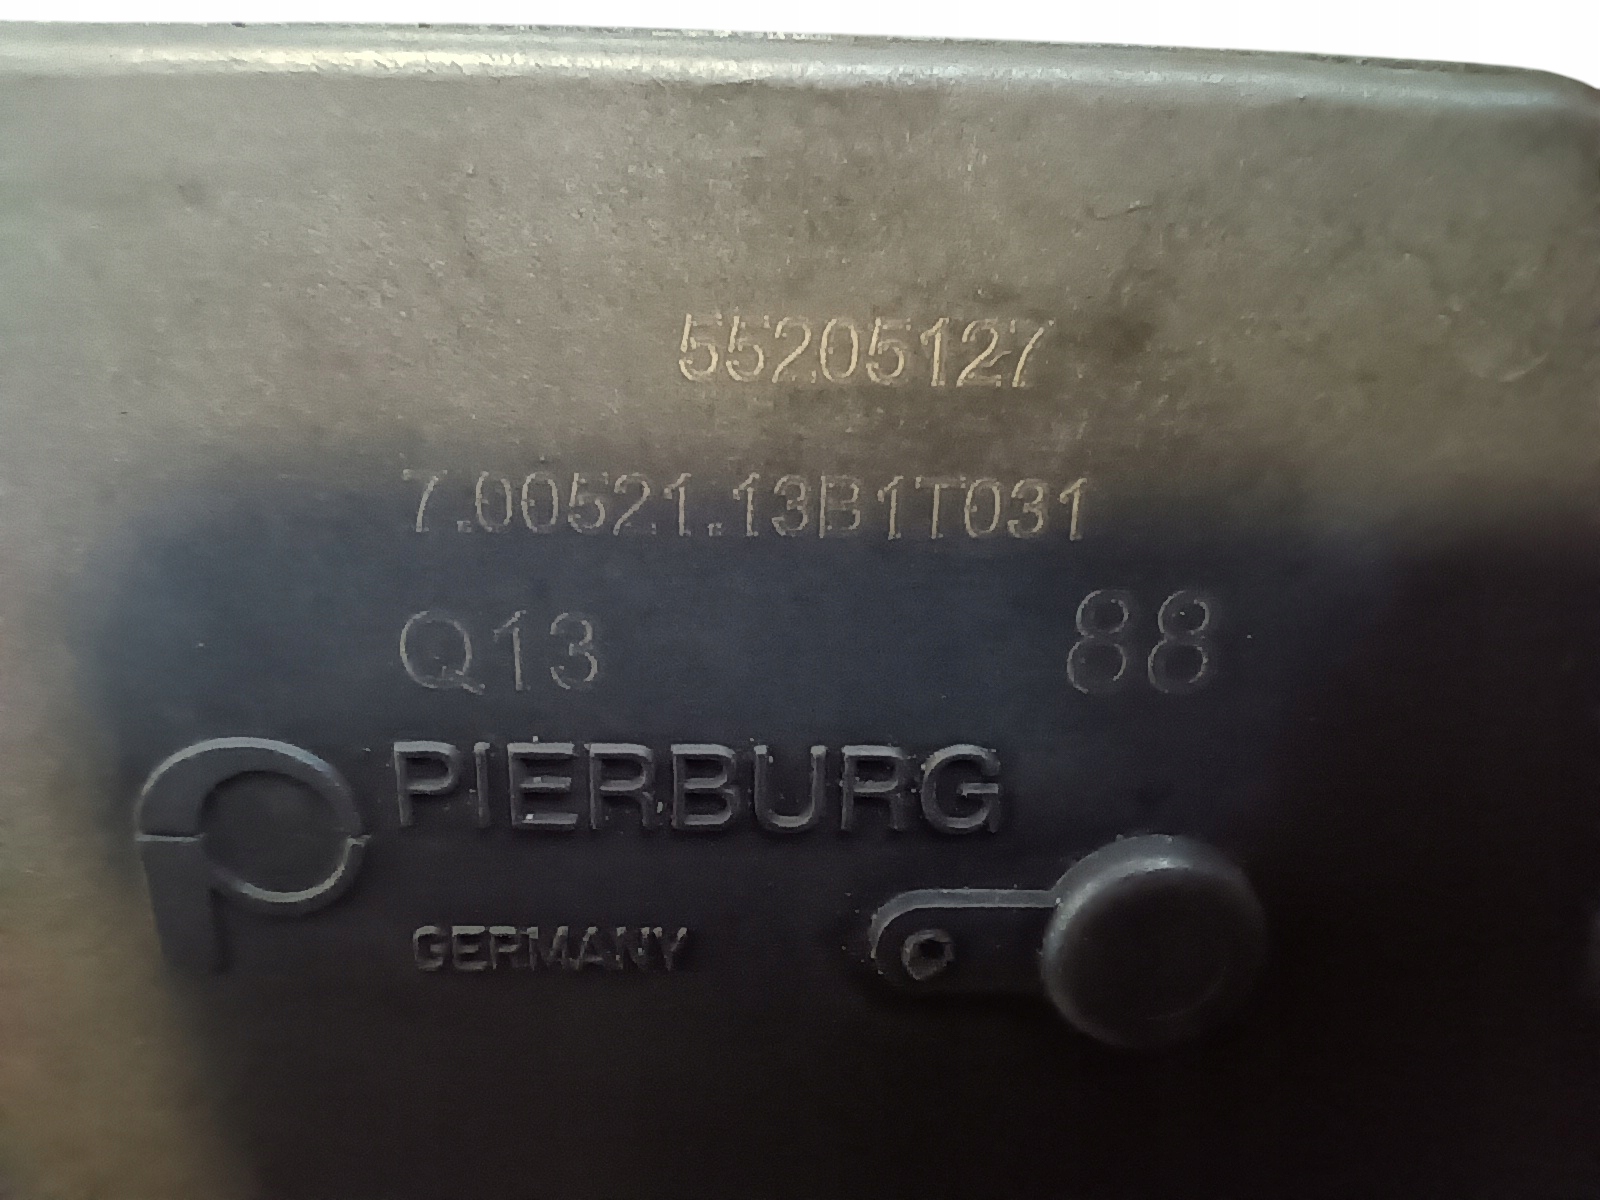 55205127
7.00521.13B1T031
Q13 88
PIERBURG
GERMANY